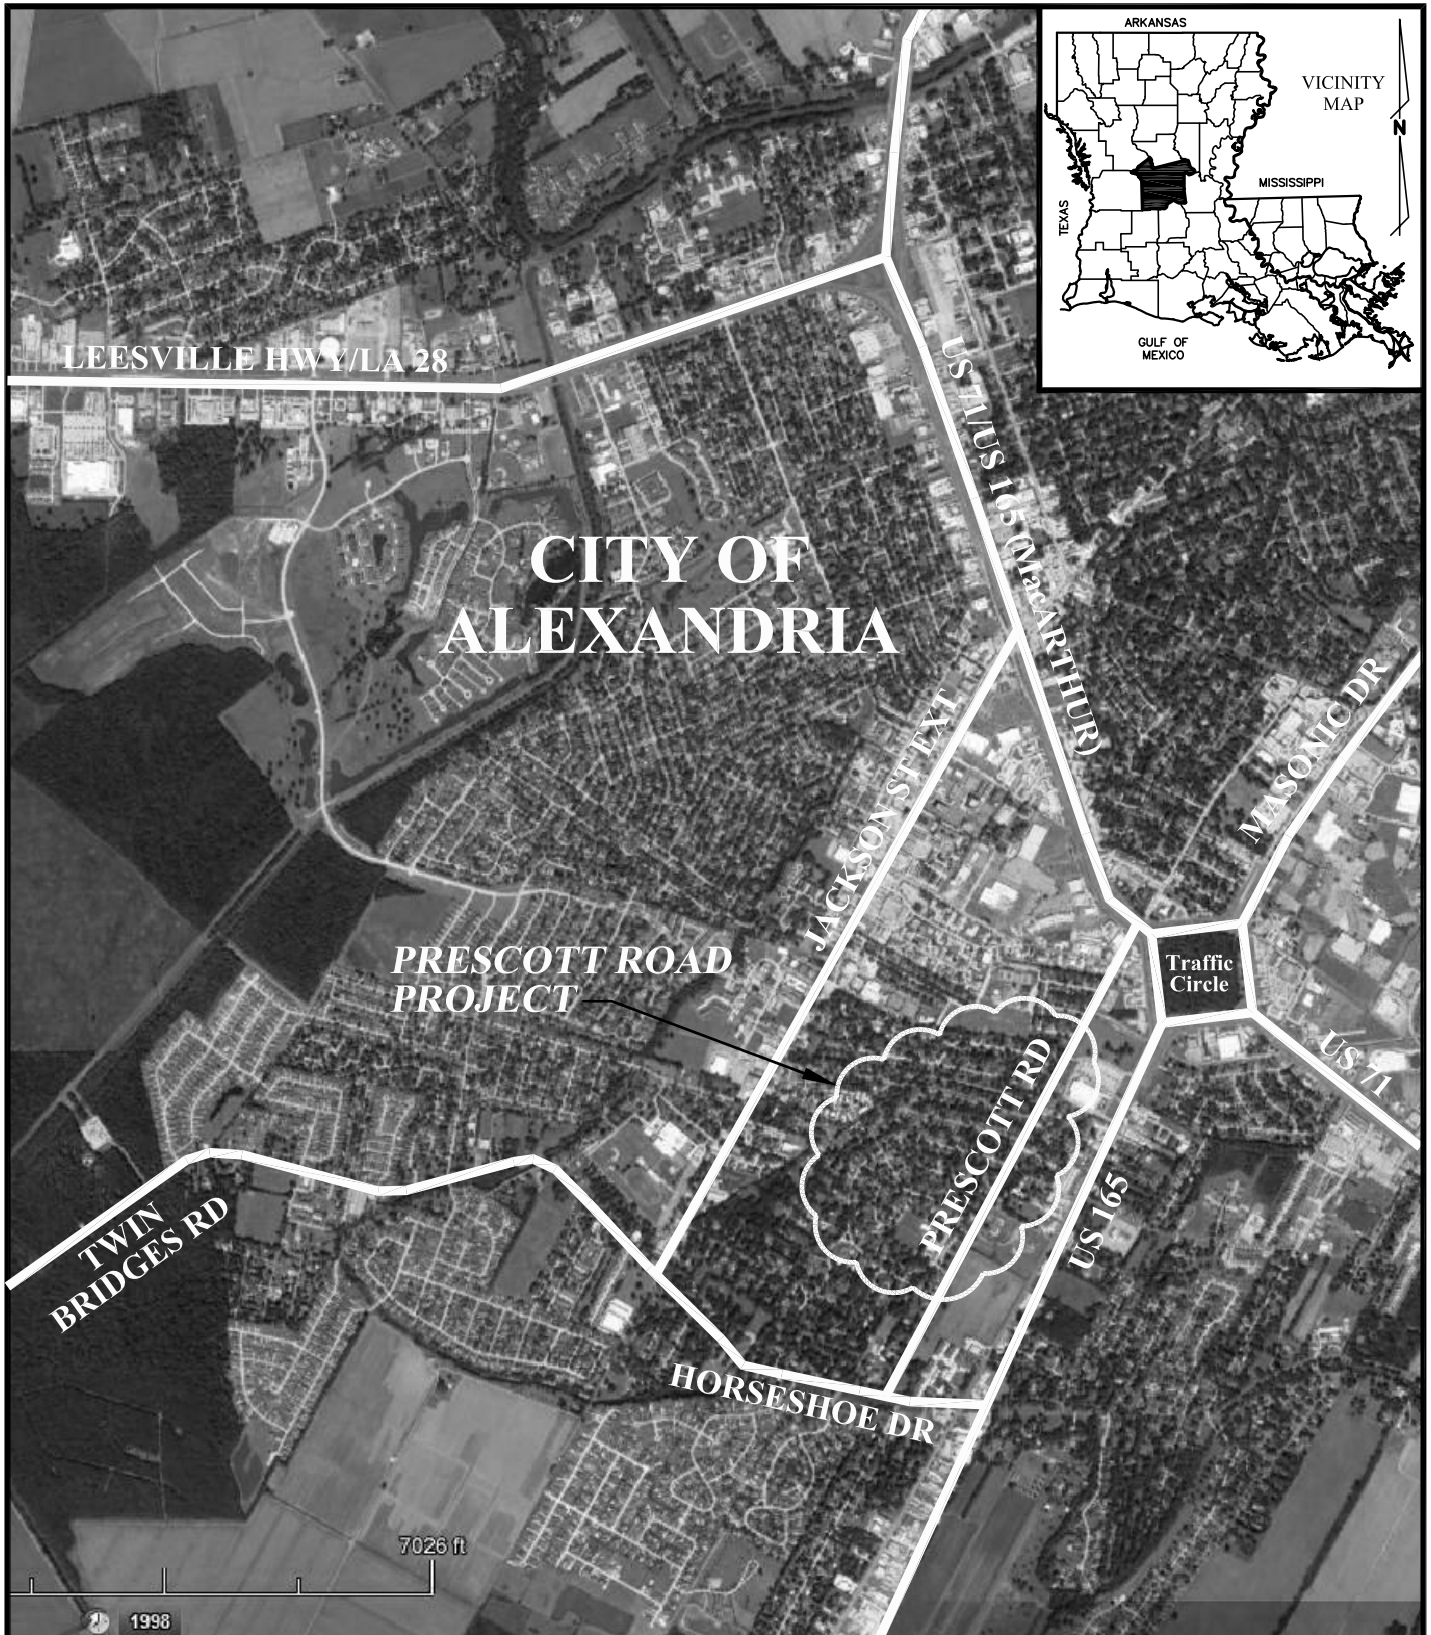 ARKANSAS
VICINITY
MAP
N
MISSISSIPPI
TEXAS
GULF OF
MEXICO
LEESVILLE HWY/LA 28
US 71/US 165 (MacARTHUR)
CITY OF
ALEXANDRIA
MASONIC DR
JACKSON ST EXT
PRESCOTT ROAD
PROJECT
Traffic
Circle
US 71
PRESCOTT RD
US 165
TWIN
BRIDGES RD
HORSESHOE DR
7026 ft
1998